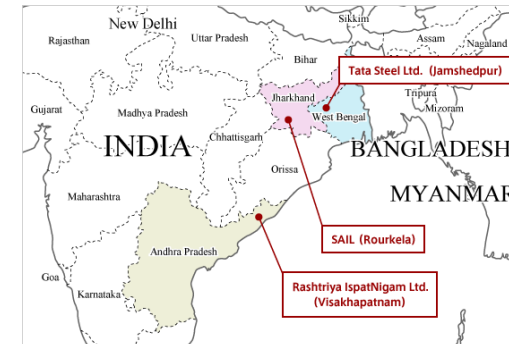 Sikkim
New Delhi
Assam
Rajasthan
Uttar Pradesh
Nagaland
Bihar
Tata Steel Ltd. (Jamshedpur)
Jharkhand
Tripura
Gujarat
Madhya Pradesh
Mizoram
West Bengal
Chhattisgarh
INDIA
BANGLADESH
Orissa
Maharashtra
MYANMAR
SAIL (Rourkela)
Andhra Pradesh
Goa
Rashtriya IspatNigam Ltd.
(Visakhapatnam)
Karnataka